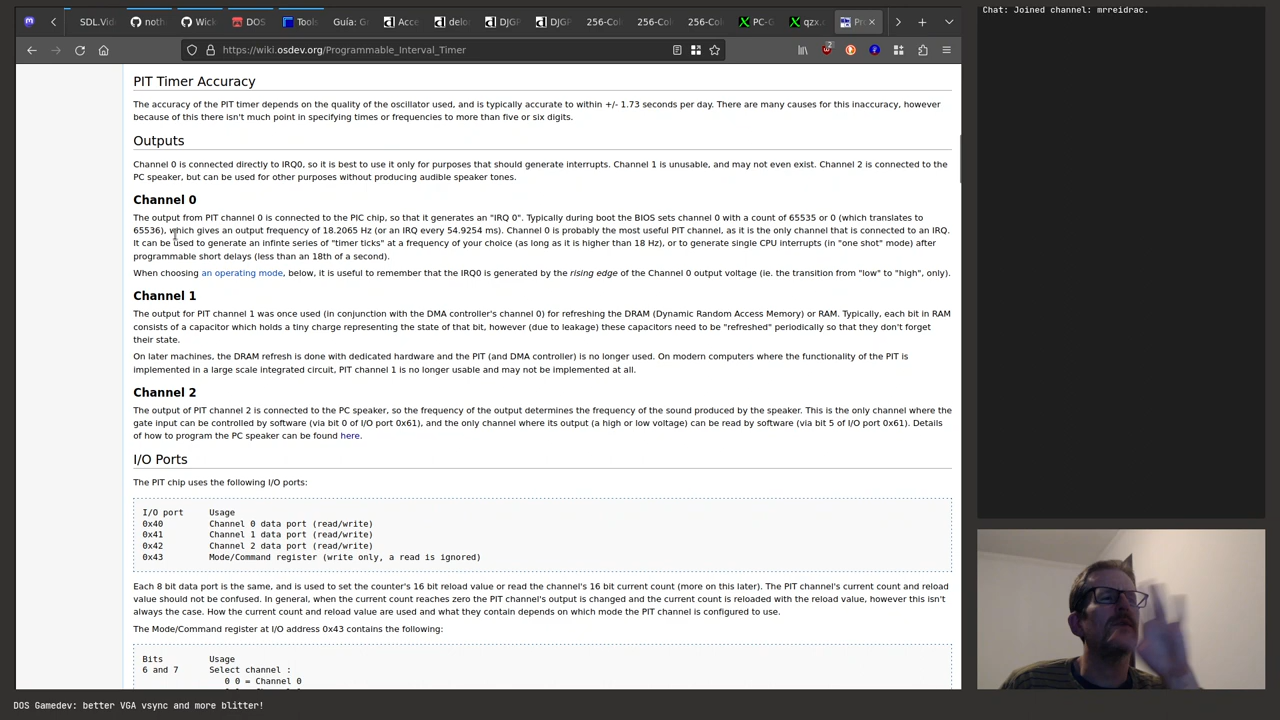 SDL.Vid
noth
Wick
DOS
Tools
Guía: Gr
Acce
delor
DJGP
DJGP
256-Col
256-Col
256-Col
PC-G
qzx.c
Pr
https://wiki.osdev.org/Programmable_Interval_Timer
2
PIT Timer Accuracy
The accuracy of the PIT timer depends on the quality of the oscillator used, and is typically accurate to within +/- 1.73 seconds per day. There are many causes for this inaccuracy, however
because of this there isn't much point in specifying times or frequencies to more than five or six digits.
Outputs
Channel 0 is connected directly to IRQ0, so it is best to use it only for purposes that should generate interrupts. Channel 1 is unusable, and may not even exist. Channel 2 is connected to the
PC speaker, but can be used for other purposes without producing audible speaker tones.
Channel 0
The output from PIT channel 0 is connected to the PIC chip, so that it generates an "IRQ 0". Typically during boot the BIOS sets channel 0 with a count of 65535 or 0 (which translates to
65536), which gives an output frequency of 18.2065 Hz (or an IRQ every 54.9254 ms). Channel 0 is probably the most useful PIT channel, as it is the only channel that is connected to an IRQ.
It can be used to generate an infinte series of "timer ticks" at a frequency of your choice (as long as it is higher than 18 Hz), or to generate single CPU interrupts (in "one shot" mode) after
programmable short delays (less than an 18th of a second).
When choosing an operating mode, below, it is useful to remember that the IRQ0 is generated by the rising edge of the Channel 0 output voltage (ie. the transition from "low" to "high", only).
Channel 1
The output for PIT channel 1 was once used (in conjunction with the DMA controller's channel 0) for refreshing the DRAM (Dynamic Random Access Memory) or RAM. Typically, each bit in RAM
consists of a capacitor which holds a tiny charge representing the state of that bit, however (due to leakage) these capacitors need to be "refreshed" periodically so that they don't forget
their state.
On later machines, the DRAM refresh is done with dedicated hardware and the PIT (and DMA controller) is no longer used. On modern computers where the functionality of the PIT is
implemented in a large scale integrated circuit, PIT channel 1 is no longer usable and may not be implemented at all.
Channel 2
The output of PIT channel 2 is connected to the PC speaker, so the frequency of the output determines the frequency of the sound produced by the speaker. This is the only channel where the
gate input can be controlled by software (via bit 0 of I/O port 0x61), and the only channel where its output (a high or low voltage) can be read by software (via bit 5 of I/O port 0x61). Details
of how to program the PC speaker can be found here.
I/O Ports
The PIT chip uses the following I/O ports:
I/O port     Usage
0x40         Channel 0 data port (read/write)
0x41         Channel 1 data port (read/write)
0x42         Channel 2 data port (read/write)
0x43         Mode/Command register (write only, a read is ignored)
Each 8 bit data port is the same, and is used to set the counter's 16 bit reload value or read the channel's 16 bit current count (more on this later). The PIT channel's current count and reload
value should not be confused. In general, when the current count reaches zero the PIT channel's output is changed and the current count is reloaded with the reload value, however this isn't
always the case. How the current count and reload value are used and what they contain depends on which mode the PIT channel is configured to use.
The Mode/Command register at I/O address 0x43 contains the following:
Bits         Usage
6 and 7      Select channel :
0 0 = Channel 0
Chat: Joined channel: mrreidrac.
DOS Gamedev: better VGA vsync and more blitter!